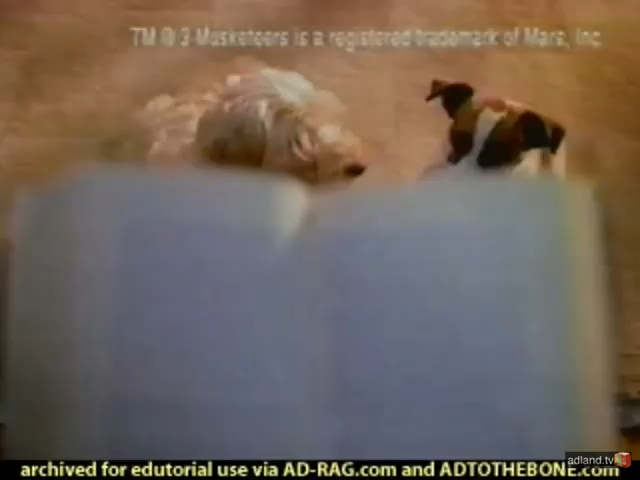 TM ® 3 Musketeers is a registered trademark of Mars, Inc.
archived for edutorial use via AD-RAG.com and ADTOTHEBONE.com
adland.tv